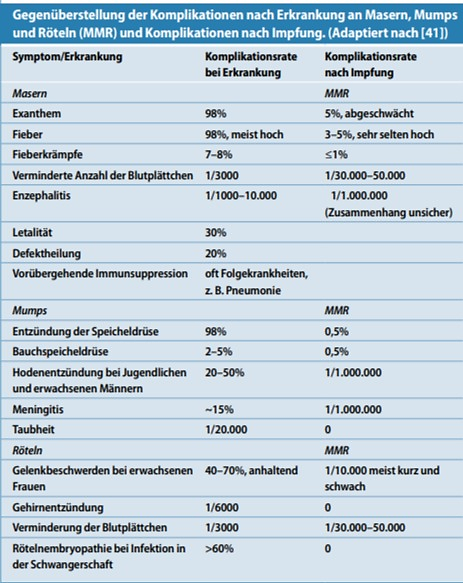 Gegenüberstellung der Komplikationen nach Erkrankung an Masern, Mumps
und Röteln (MMR) und Komplikationen nach Impfung. (Adaptiert nach [41])
Symptom/Erkrankung Komplikationsrate Komplikationsrate
bei Erkrankung nach Impfung
Masern MMR
Exanthem 98% 5%, abgeschwächt
Fieber 98%, meist hoch 3–5%, sehr selten hoch
Fieberkrämpfe 7–8% ≤1%
Verminderte Anzahl der Blutplättchen 1/3000 1/30.000–50.000
Enzephalitis 1/1000–10.000 1/1.000.000
(Zusammenhang unsicher)
Letalität 30%
Defektheilung 20%
Vorübergehende Immunsuppression oft Folgekrankheiten,
z. B. Pneumonie
Mumps MMR
Entzündung der Speicheldrüse 98% 0,5%
Bauchspeicheldrüse 2–5% 0,5%
Hodenentzündung bei Jugendlichen 20–50% 1/1.000.000
und erwachsenen Männern
Meningitis ~15% 1/1.000.000
Taubheit 1/20.000 0
Röteln MMR
Gelenkbeschwerden bei erwachsenen 40–70%, anhaltend 1/10.000 meist kurz und
Frauen schwach
Gehirnentzündung 1/6000 0
Verminderung der Blutplättchen 1/3000 1/30.000–50.000
Rötelnembryopathie bei Infektion in >60% 0
der Schwangerschaft